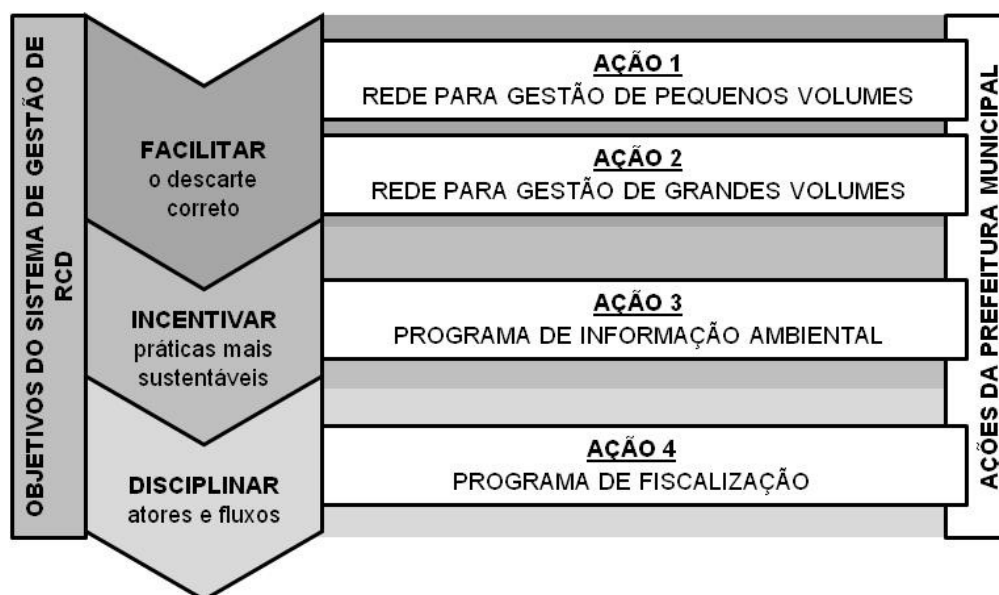 OBJETIVOS DO SISTEMA DE GESTÃO DE
RCD
FACILITAR
o descarte
correto
INCENTIVAR
práticas mais
sustentáveis
DISCIPLINAR
atores e fluxos
AÇÃO 1
REDE PARA GESTÃO DE PEQUENOS VOLUMES
AÇÃO 2
REDE PARA GESTÃO DE GRANDES VOLUMES
AÇÃO 3
PROGRAMA DE INFORMAÇÃO AMBIENTAL
AÇÃO 4
PROGRAMA DE FISCALIZAÇÃO
AÇÕES DA PREFEITURA MUNICIPAL